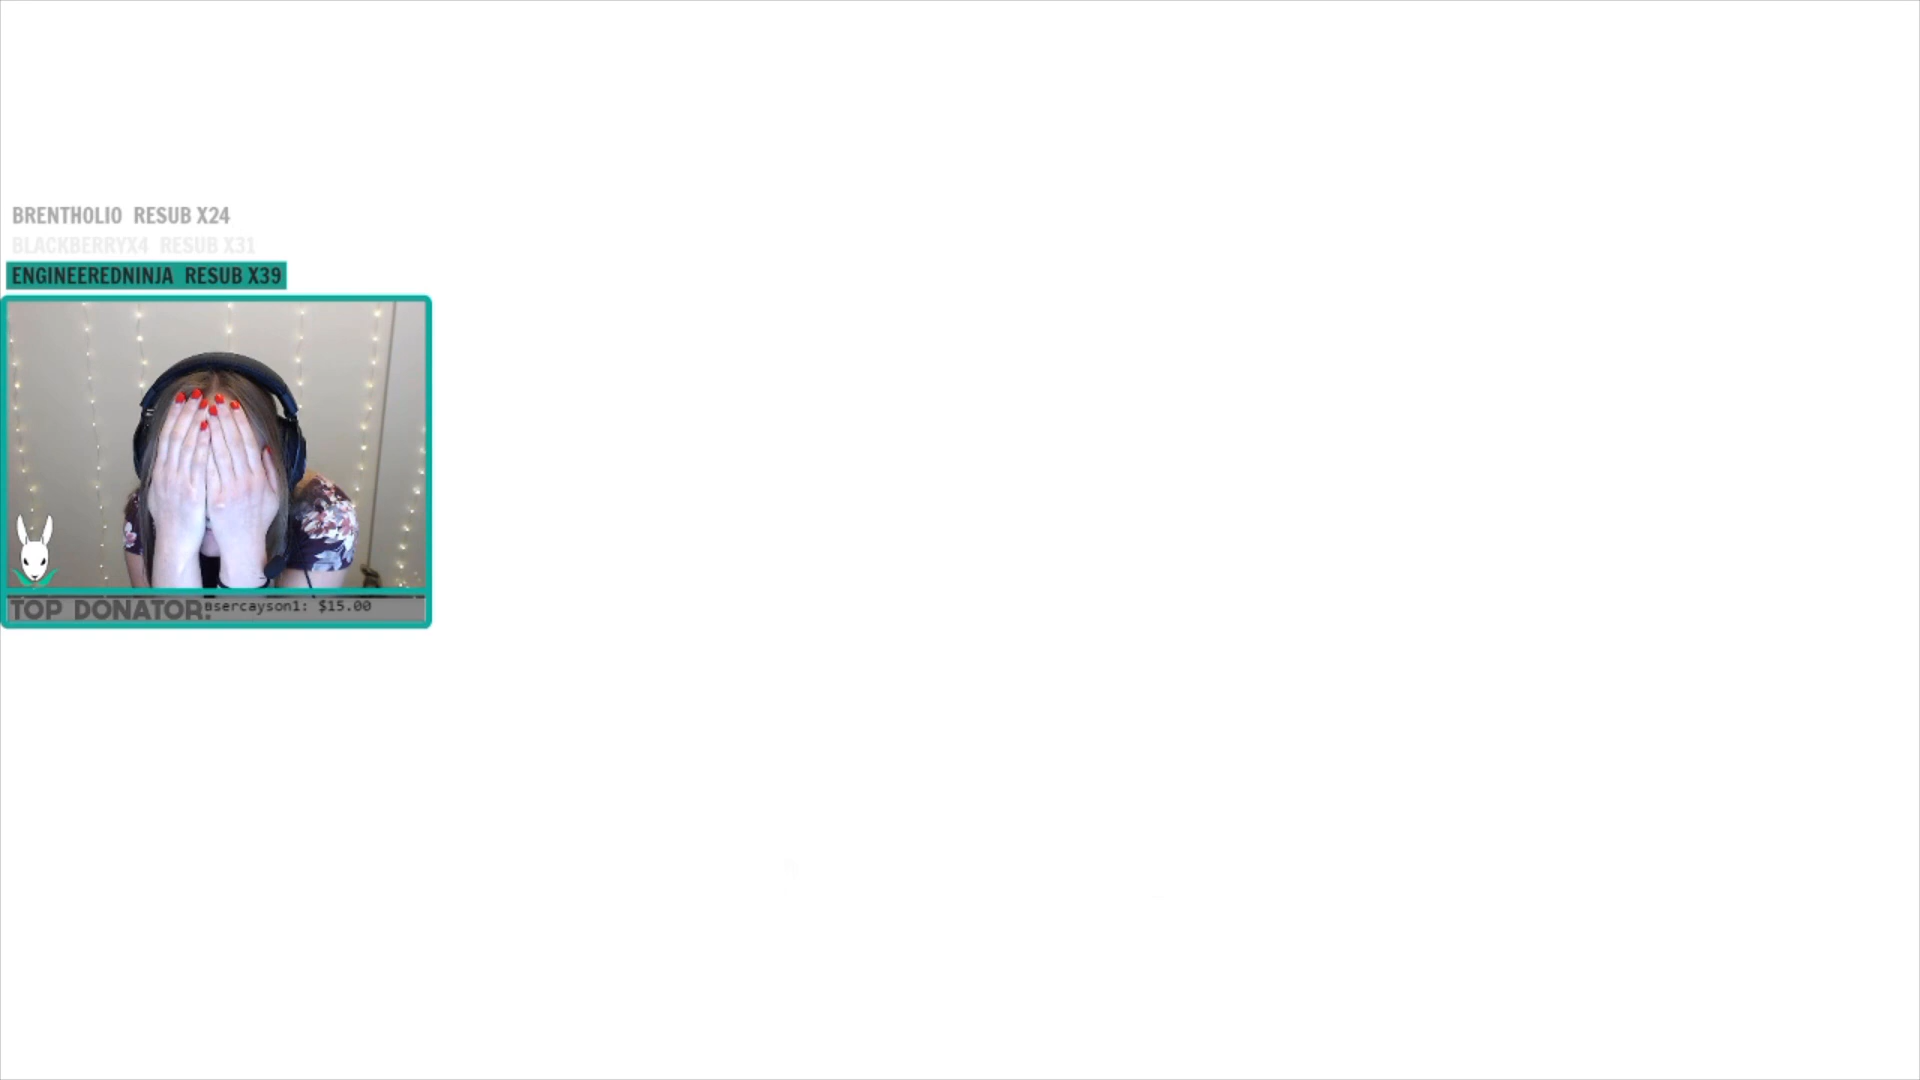 BRENTHOLIO RESUB X24
BLACKBERRYX4 RESUB X31
ENGINEEREDNINJA RESUB X39
TOP DONATOR: sercayson1: $15.00